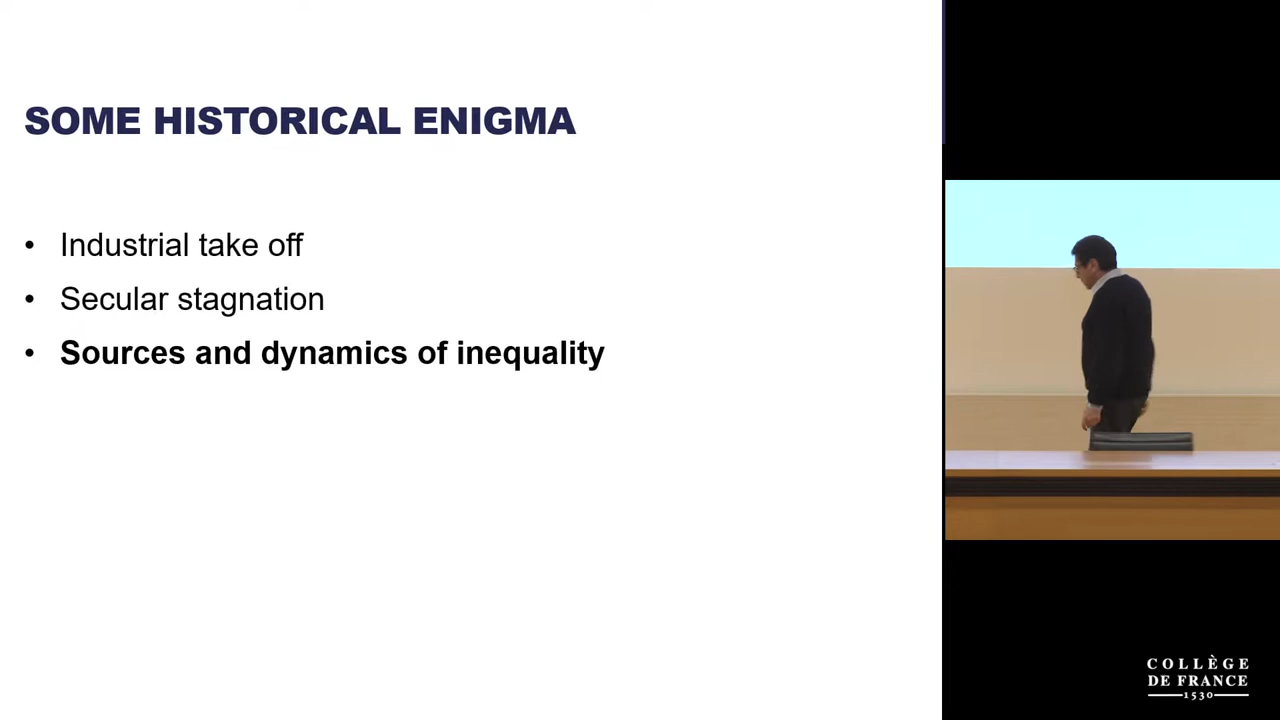 SOME HISTORICAL ENIGMA
• Industrial take off
• Secular stagnation
• Sources and dynamics of inequality
COLLÈGE
DE FRANCE
1530